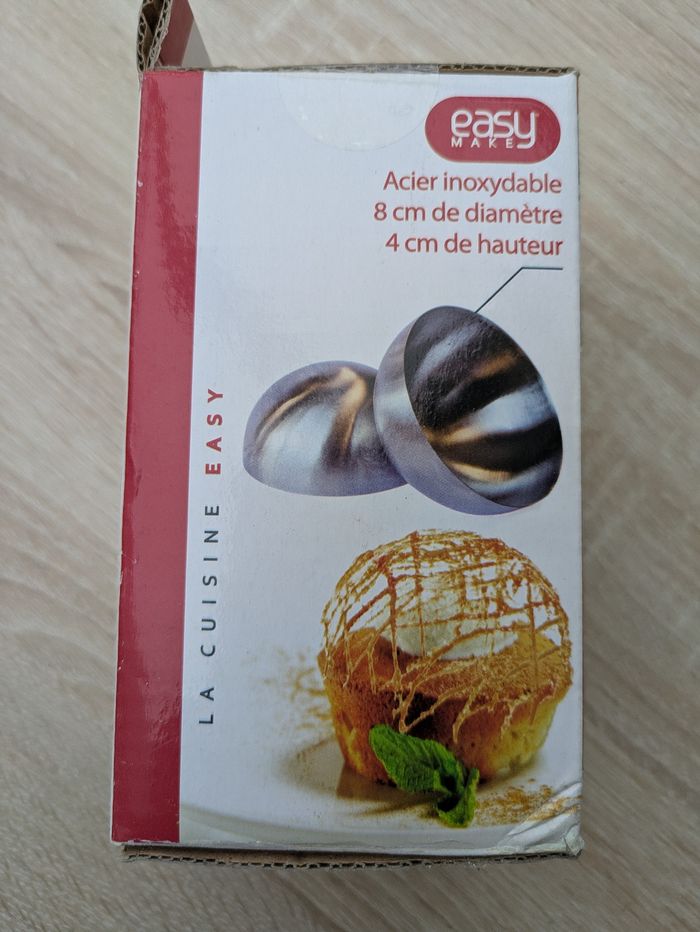 easy
MAKE
Acier inoxydable
8 cm de diamètre
4 cm de hauteur
LA CUISINE EASY